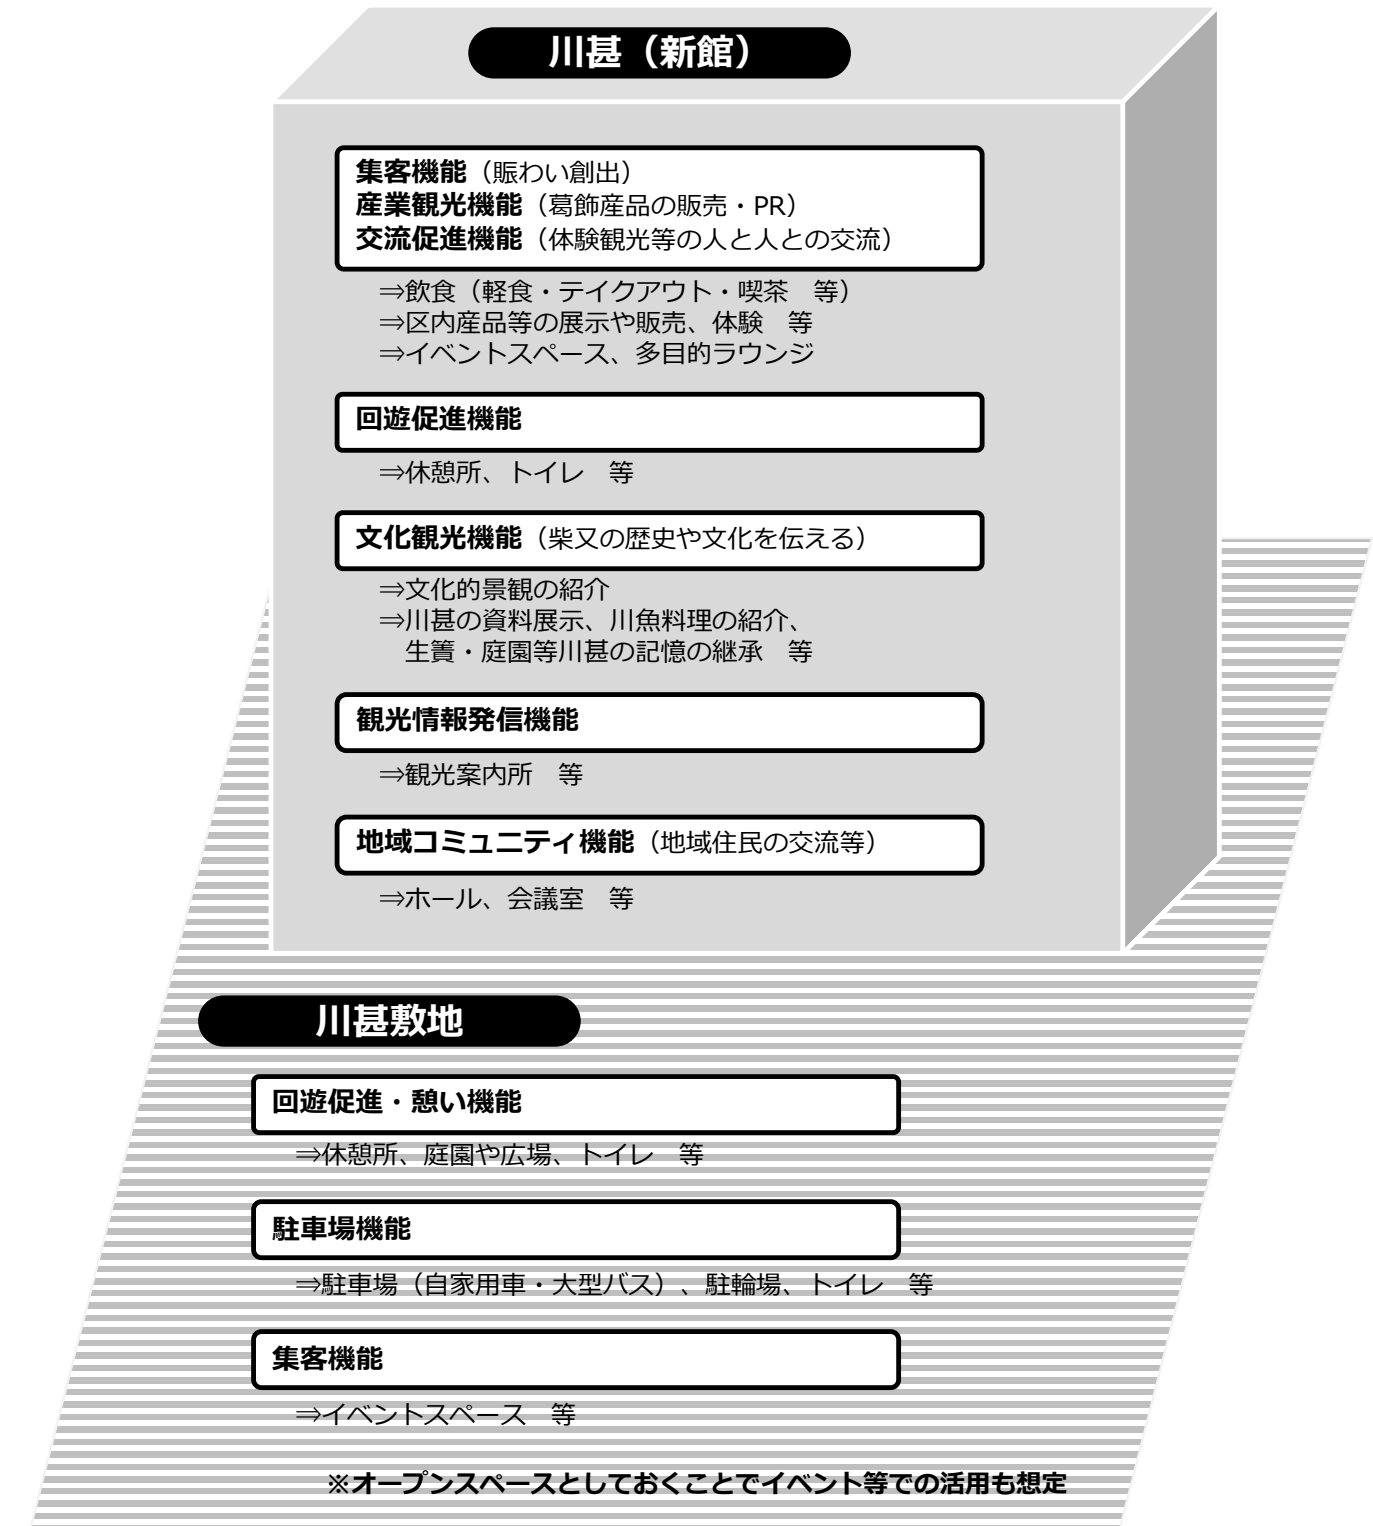 川甚（新館）
集客機能（賑わい創出）
産業観光機能（葛飾産品の販売・PR）
交流促進機能（体験観光等の人と人との交流）
⇒飲食（軽食・テイクアウト・喫茶　等）
⇒区内産品等の展示や販売、体験　等
⇒イベントスペース、多目的ラウンジ
回遊促進機能
⇒休憩所、トイレ　等
文化観光機能（柴又の歴史や文化を伝える）
⇒文化的景観の紹介
⇒川甚の資料展示、川魚料理の紹介、
生簀・庭園等川甚の記憶の継承　等
観光情報発信機能
⇒観光案内所　等
地域コミュニティ機能（地域住民の交流等）
⇒ホール、会議室　等
川甚敷地
回遊促進・憩い機能
⇒休憩所、庭園や広場、トイレ　等
駐車場機能
⇒駐車場（自家用車・大型バス）、駐輪場、トイレ　等
集客機能
⇒イベントスペース　等
※オープンスペースとしておくことでイベント等での活用も想定